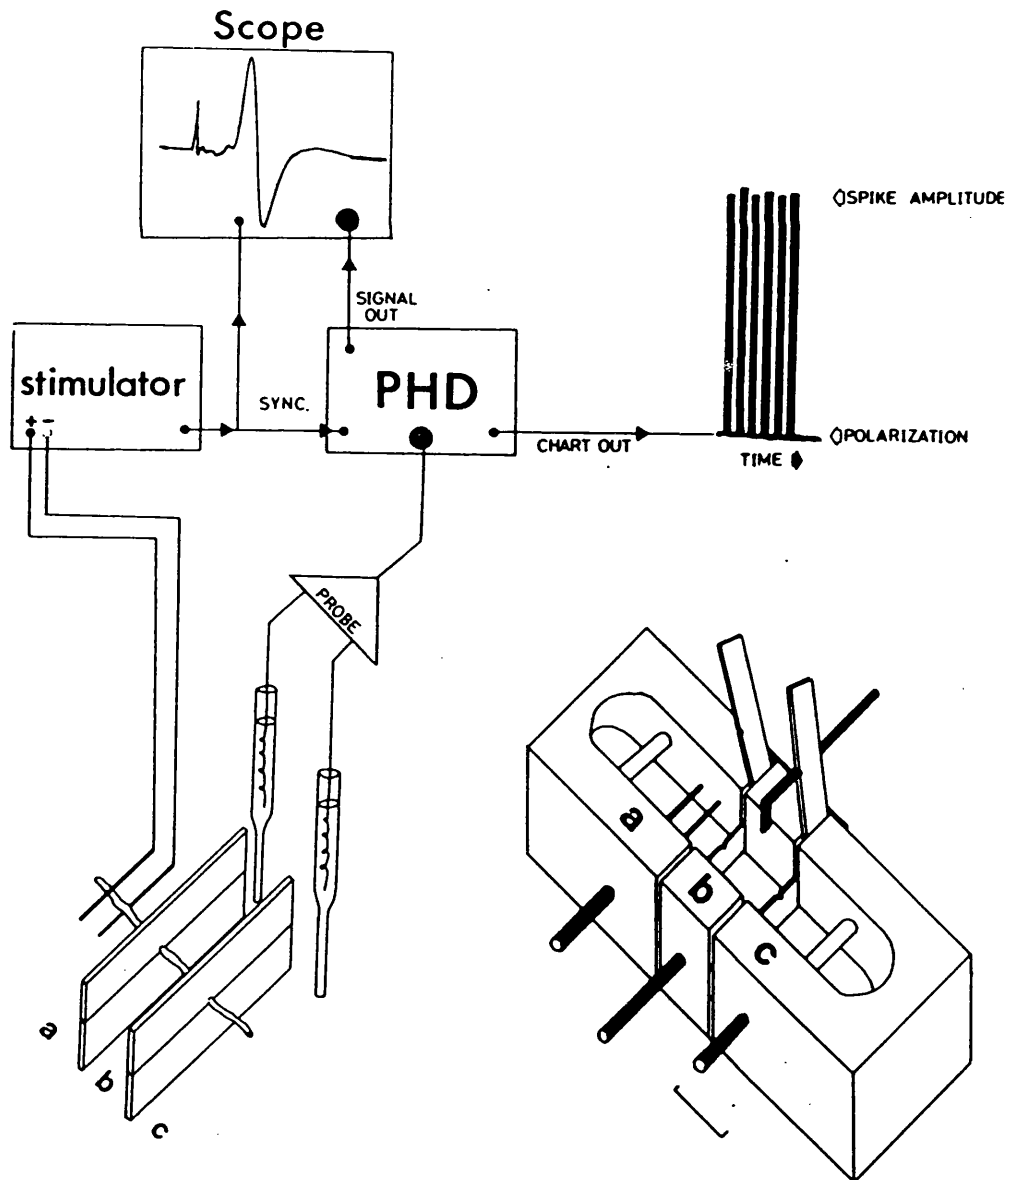 Scope
SPIKE AMPLITUDE
SIGNAL
OUT
stimulator
+ -
SYNC.
PHD
CHART OUT
POLARIZATION
TIME
PROBE
a
b
c
a
b
c